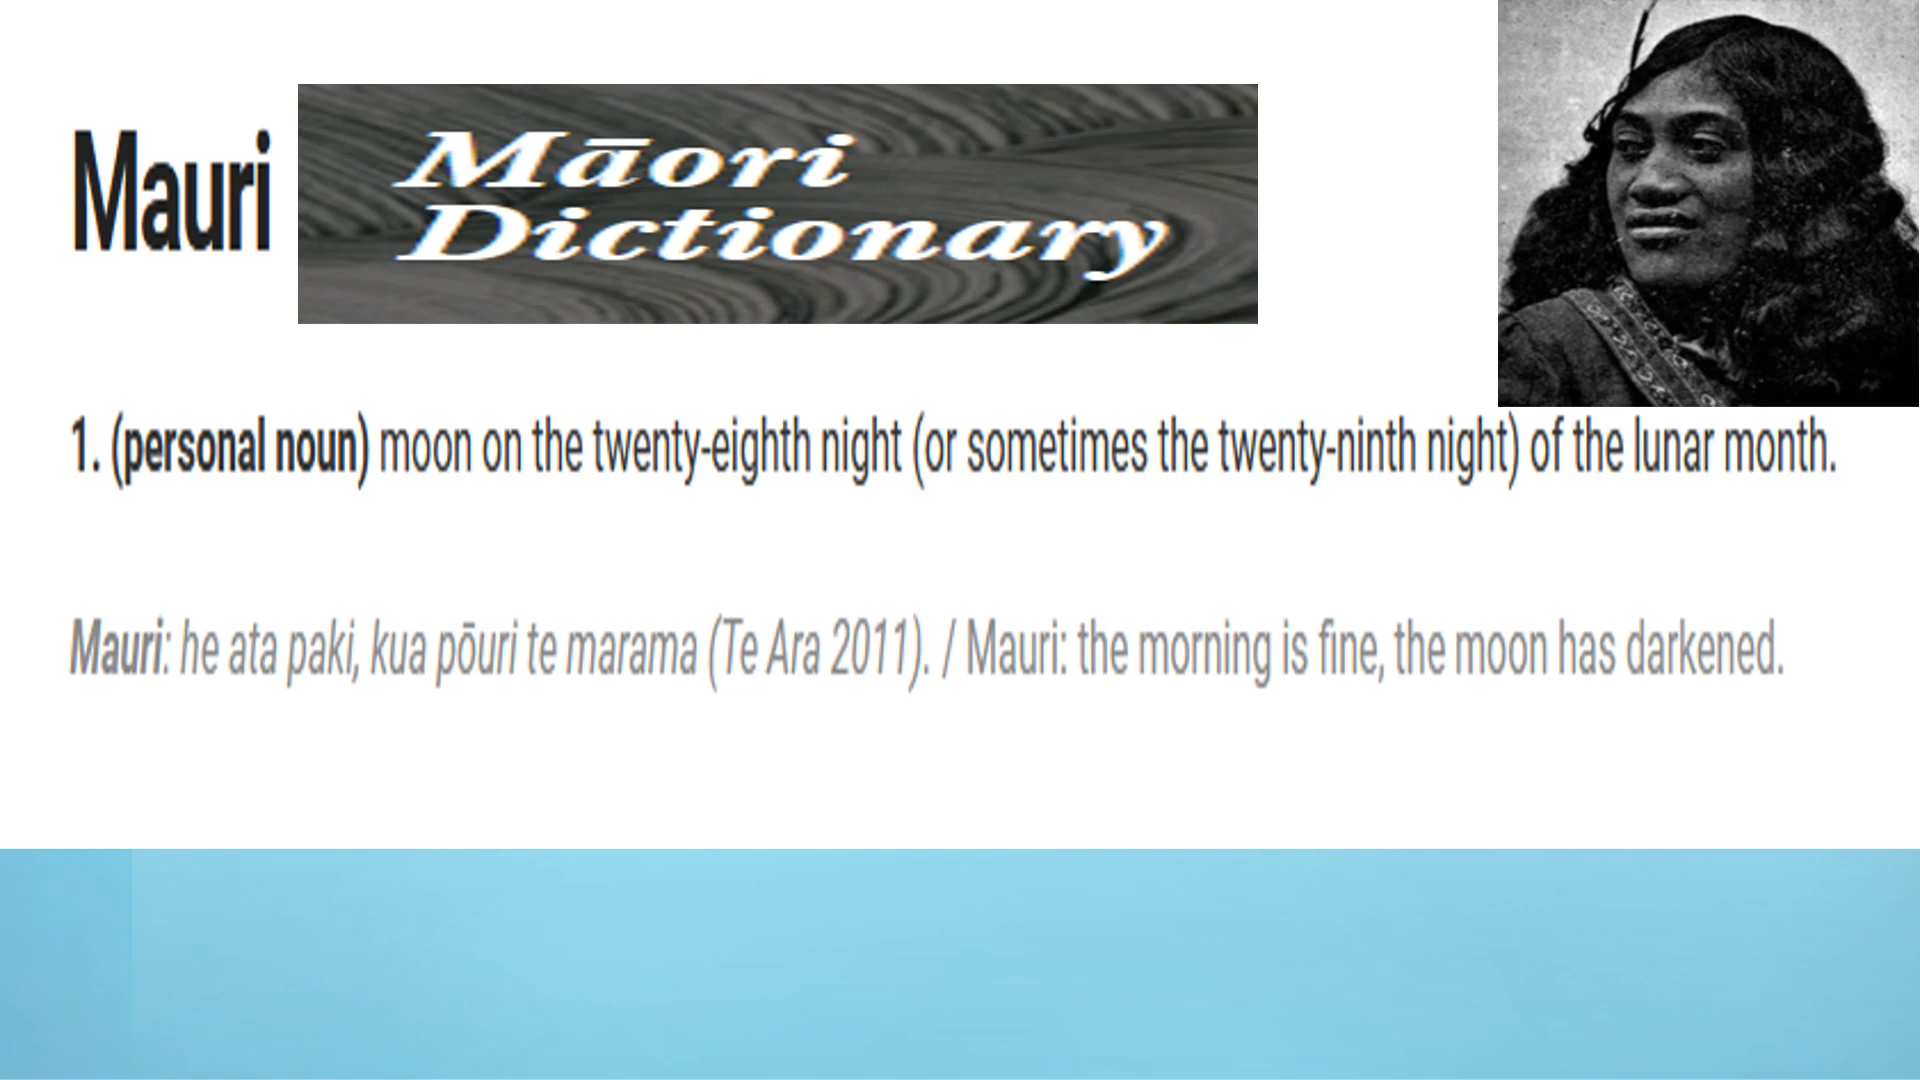 Mauri
Māori
Dictionary
1. (personal noun) moon on the twenty-eighth night (or sometimes the twenty-ninth night) of the lunar month.
Mauri: he ata paki, kua pōuri te marama (Te Ara 2011). / Mauri: the morning is fine, the moon has darkened.